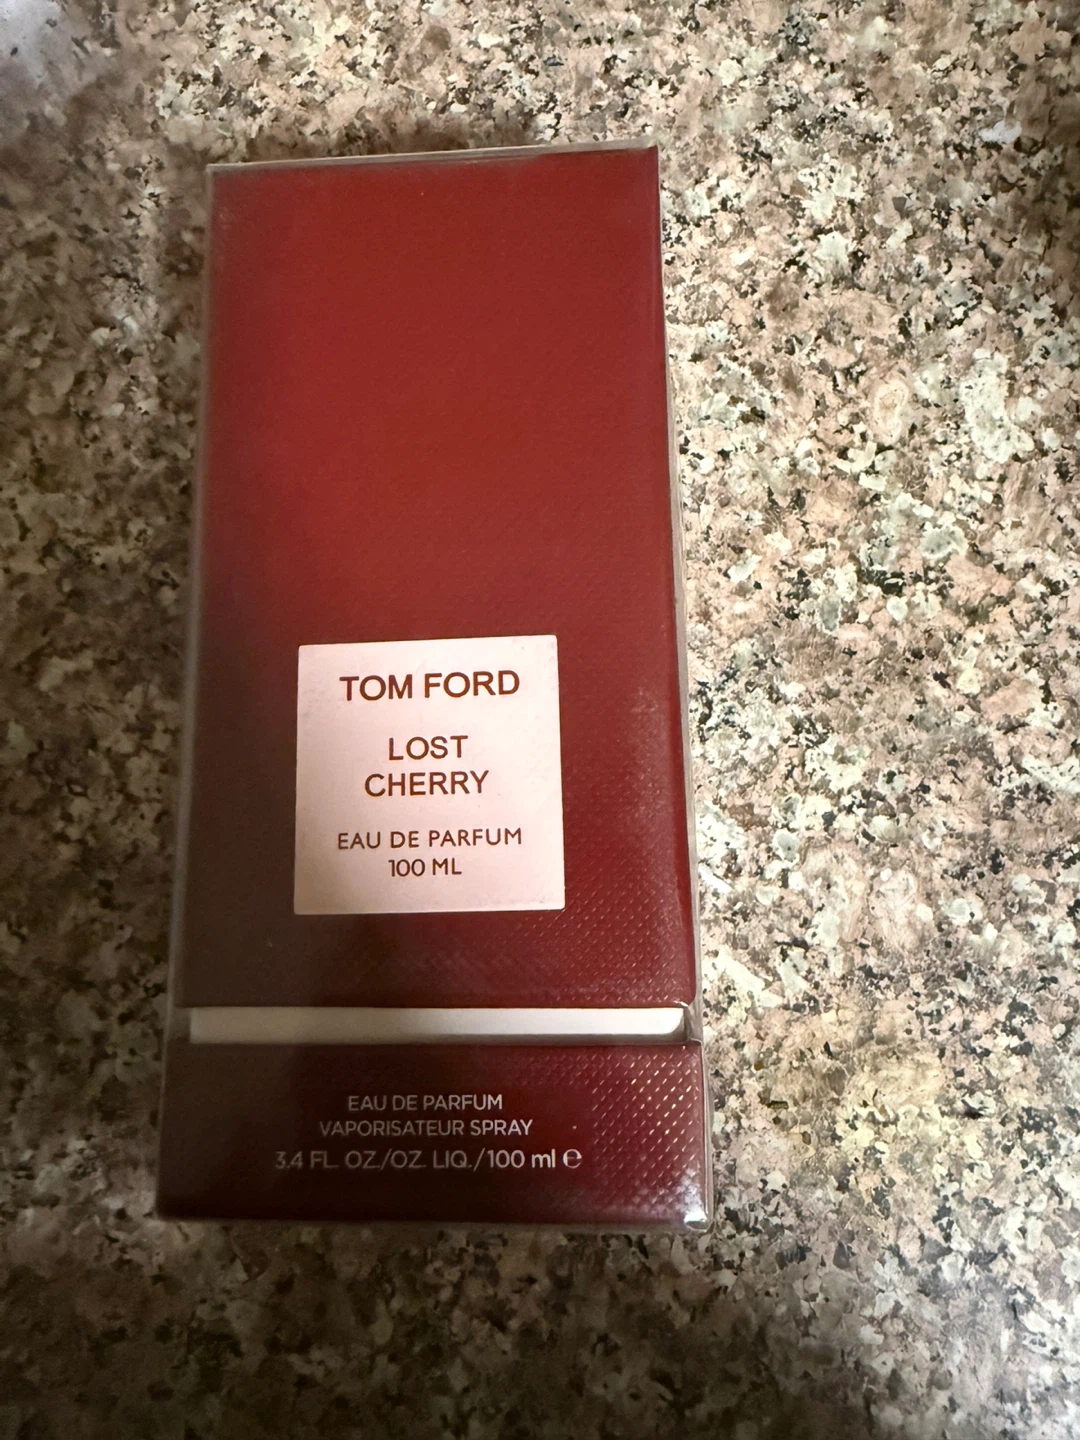 TOM FORD
LOST
CHERRY
EAU DE PARFUM
100 ML
EAU DE PARFUM
VAPORISATEUR SPRAY
3.4 FL. OZ./OZ. LIQ./100 ml ℮